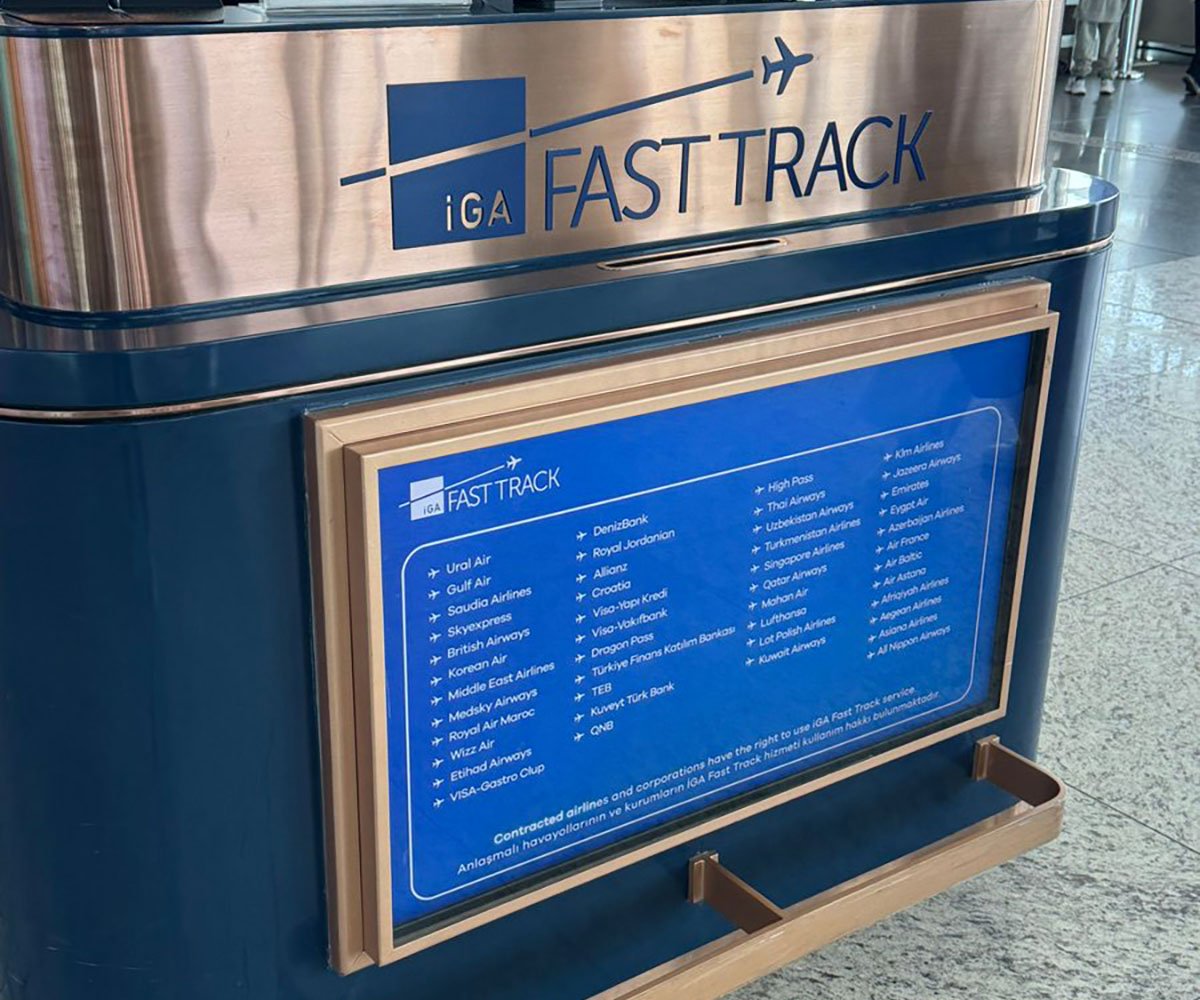 iGA FAST TRACK
iGA FAST TRACK
Ural Air
Gulf Air
Saudia Airlines
Skyexpress
British Airways
Korean Air
Middle East Airlines
Medsky Airways
Royal Air Maroc
Wizz Air
Etihad Airways
VISA-Gastro Clup
DenizBank
Royal Jordanian
Allianz
Croatia
Visa-Yapı Kredi
Visa-Vakıfbank
Dragon Pass
Türkiye Finans Katılım Bankası
TEB
Kuveyt Türk Bank
QNB
High Pass
Thai Airways
Uzbekistan Airways
Turkmenistan Airlines
Singapore Airlines
Qatar Airways
Mahan Air
Lufthansa
Lot Polish Airlines
Kuwait Airways
Klm Airlines
Jazeera Airways
Emirates
Eygpt Air
Azerbaijan Airlines
Air France
Air Baltic
Air Astana
Afriqiyah Airlines
Aegean Airlines
Asiana Airlines
All Nippon Airways
Contracted airlines and corporations have the right to use iGA Fast Track service.
Anlaşmalı havayollarının ve kurumların İGA Fast Track hizmeti kullanım hakkı bulunmaktadır.